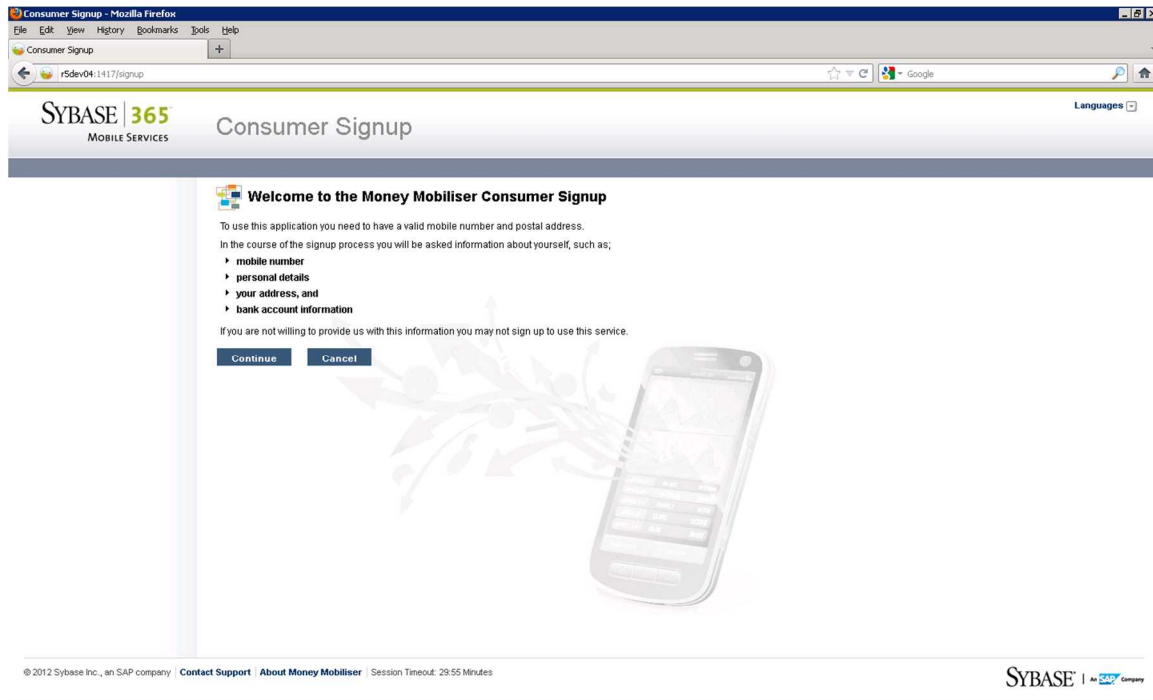 Consumer Signup - Mozilla Firefox
File Edit View History Bookmarks Tools Help
Consumer Signup
r5dev04:1417/signup
Google
SYBASE 365
MOBILE SERVICES
Consumer Signup
Languages
Welcome to the Money Mobiliser Consumer Signup
To use this application you need to have a valid mobile number and postal address.
In the course of the signup process you will be asked information about yourself, such as;
mobile number
personal details
your address, and
bank account information
If you are not willing to provide us with this information you may not sign up to use this service.
Continue Cancel
© 2012 Sybase Inc., an SAP company | Contact Support | About Money Mobiliser | Session Timeout: 29:55 Minutes
SYBASE | An SAP Company